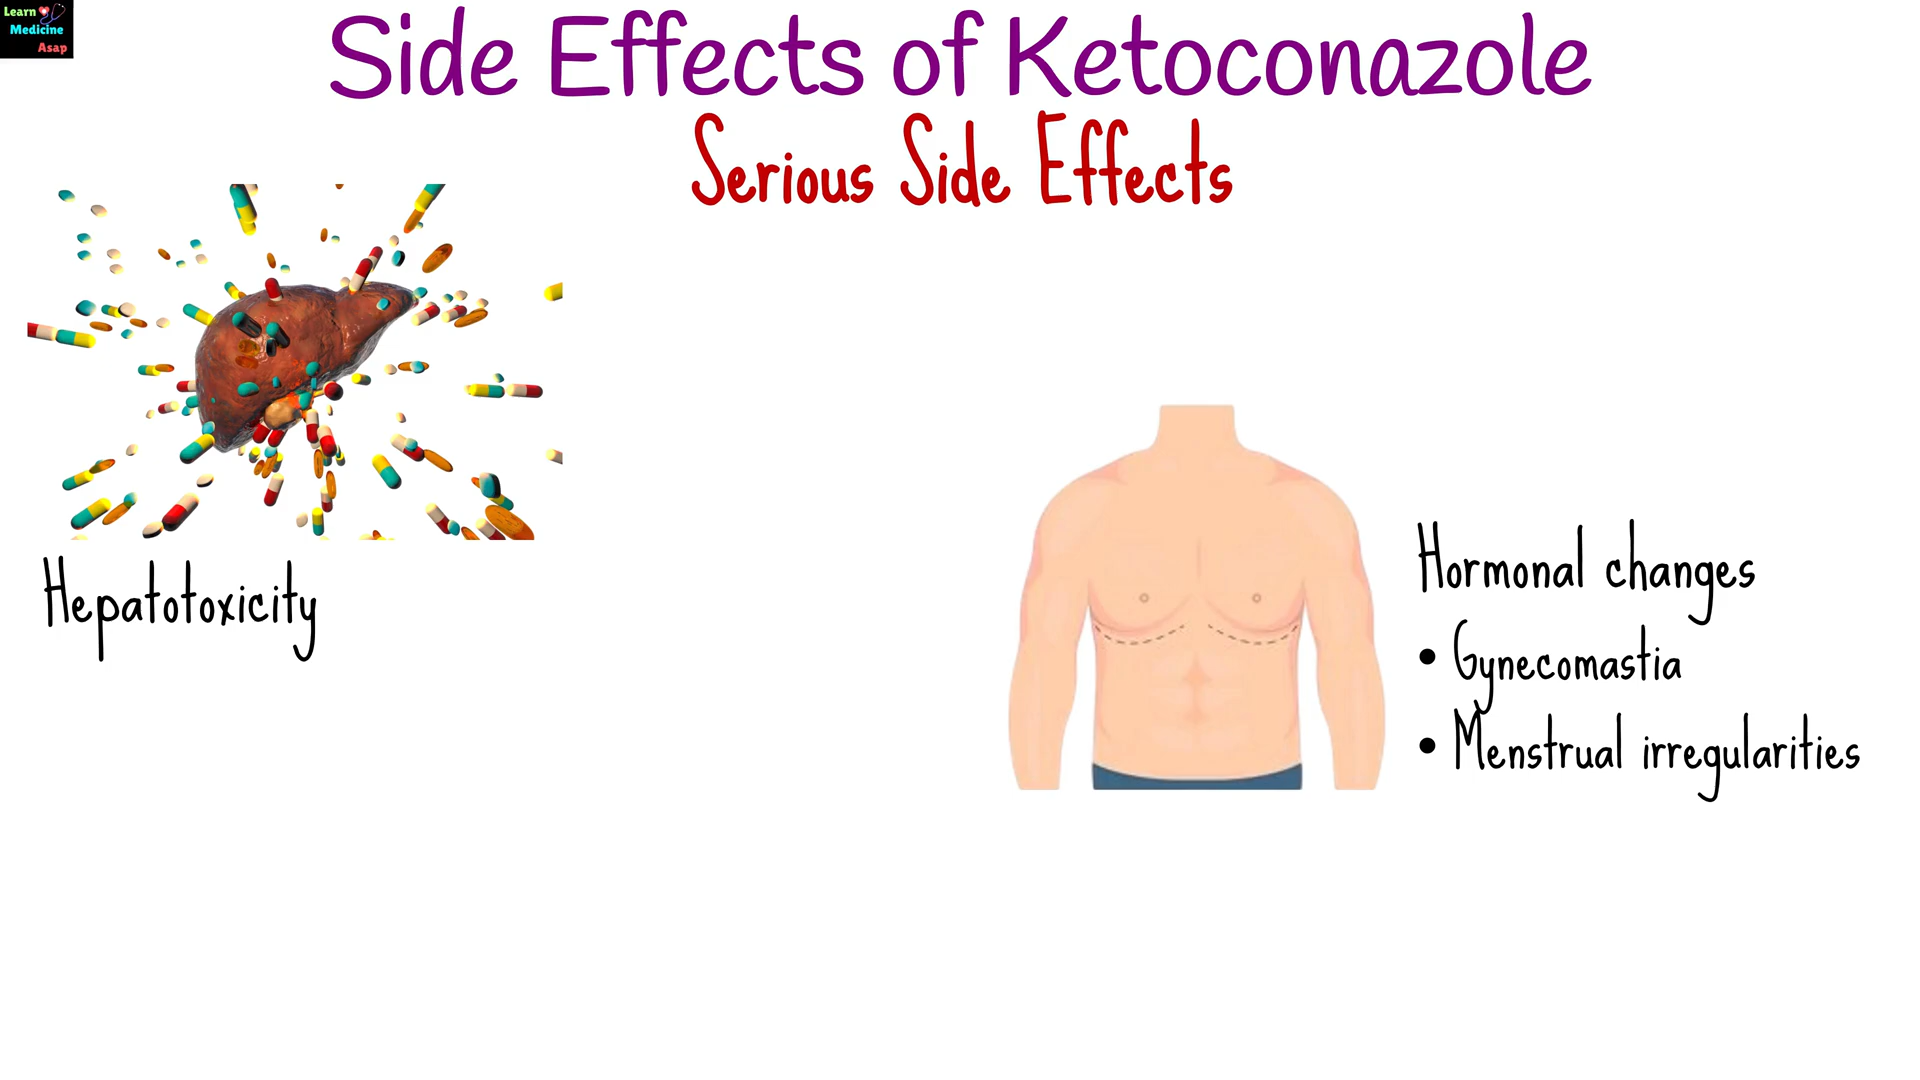 Learn
Medicine
Asap
Side Effects of Ketoconazole
Serious Side Effects
Hepatotoxicity
Hormonal changes
• Gynecomastia
• Menstrual irregularities